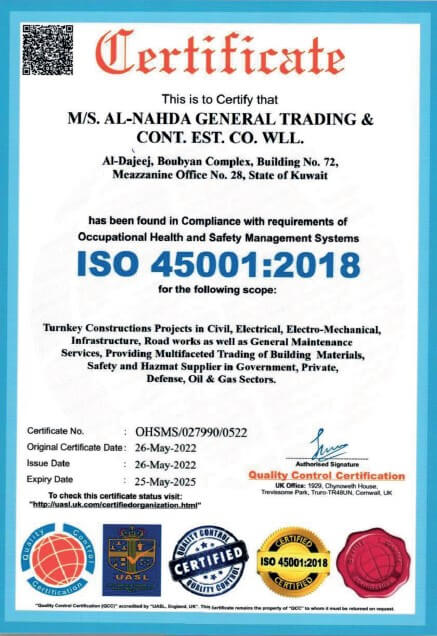 Certificate
This is to Certify that
M/S. AL-NAHDA GENERAL TRADING &
CONT. EST. CO. WLL.
Al-Dajeej, Boubyan Complex, Building No. 72,
Meazzanine Office No. 28, State of Kuwait
has been found in Compliance with requirements of
Occupational Health and Safety Management Systems
ISO 45001:2018
for the following scope:
Turnkey Constructions Projects in Civil, Electrical, Electro-Mechanical,
Infrastructure, Road works as well as General Maintenance
Services, Providing Multifaceted Trading of Building Materials,
Safety and Hazmat Supplier in Government, Private,
Defense, Oil & Gas Sectors.
Certificate No. : OHSMS/027990/0522
Original Certificate Date : 26-May-2022
Issue Date : 26-May-2022
Expiry Date : 25-May-2025
To check this certificate status visit:
"http://uasl.uk.com/certifiedorganization.html"
Authorised Signature
Quality Control Certification
UK Office: 1929, Chynoweth House,
Trevissome Park, Truro-TR48UN, Cornwall, UK
Quality Control
Certification
UASL
QUALITY CONTROL
CERTIFIED
QUALITY CONTROL
CERTIFIED
ISO 45001:2018
CERTIFIED
"Quality Control Certification (QCC)" accredited by "UASL, England, UK". This Certificate remains the property of "QCC" to whom it must be returned on request.